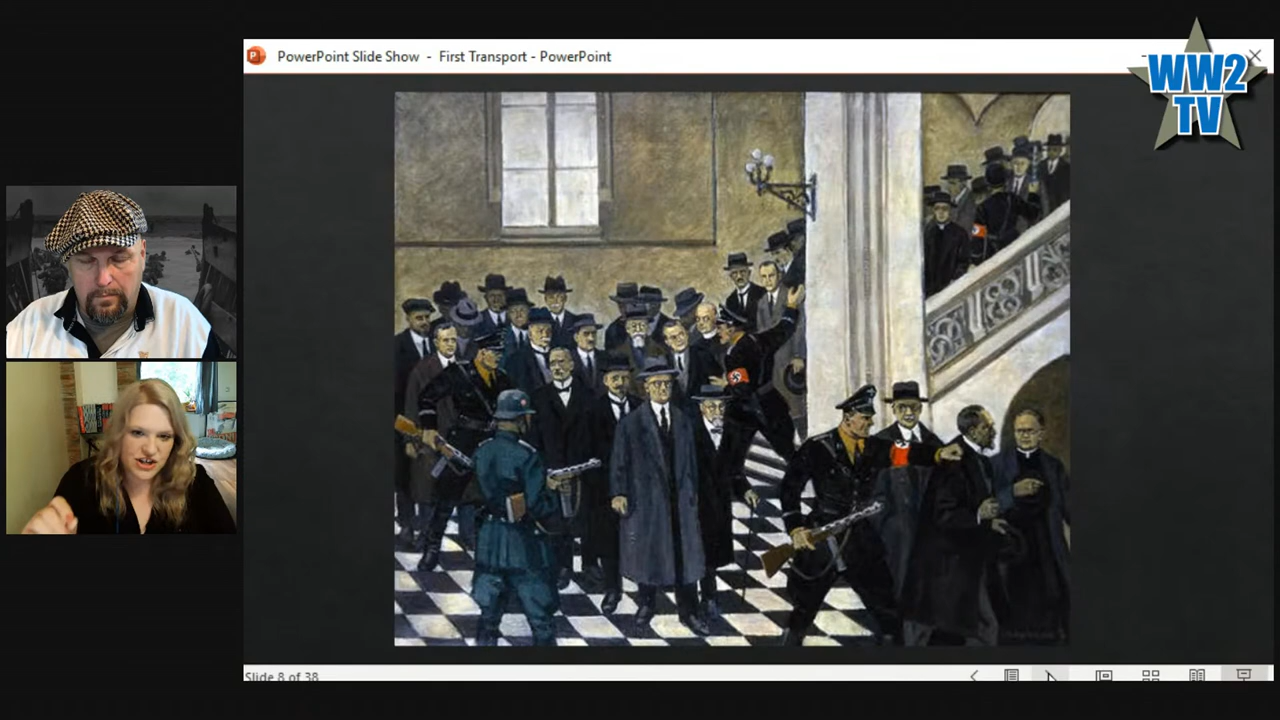 PowerPoint Slide Show - First Transport - PowerPoint
WW2
TV
Slide 8 of 38